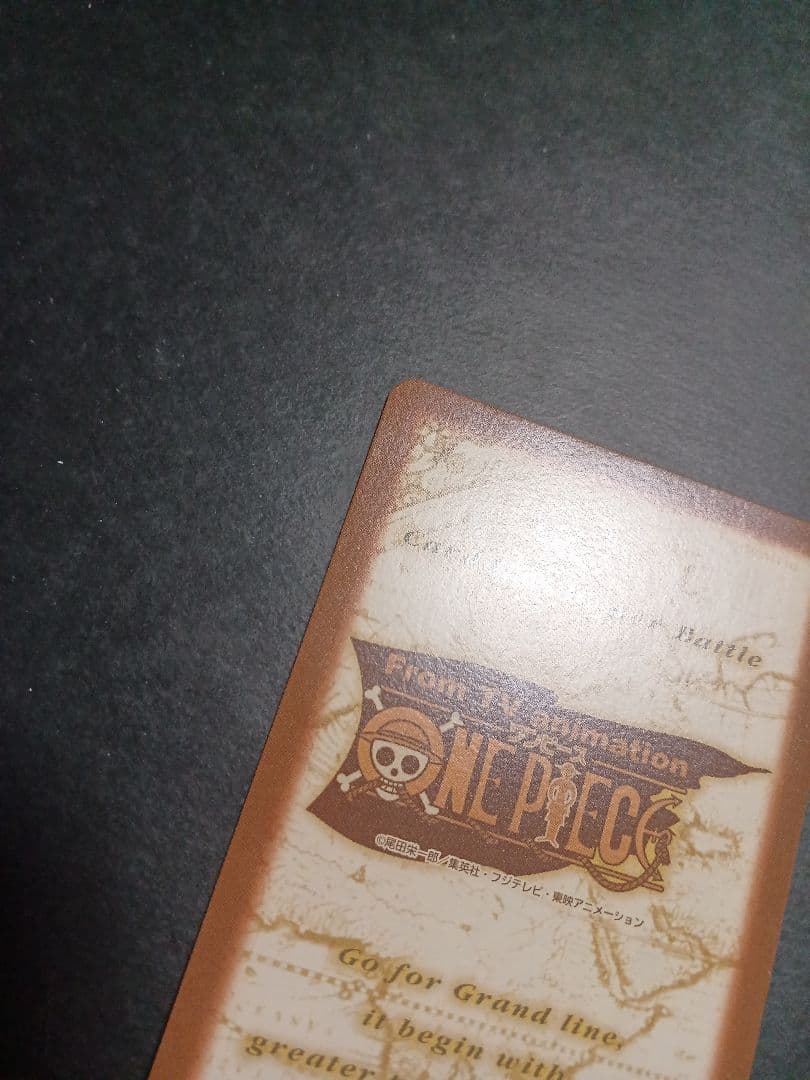 Battle
From TV animation
ワンピース
ONE PIECE
©尾田栄一郎／集英社・フジテレビ・東映アニメーション
Go for Grand line,
it begin with
greater